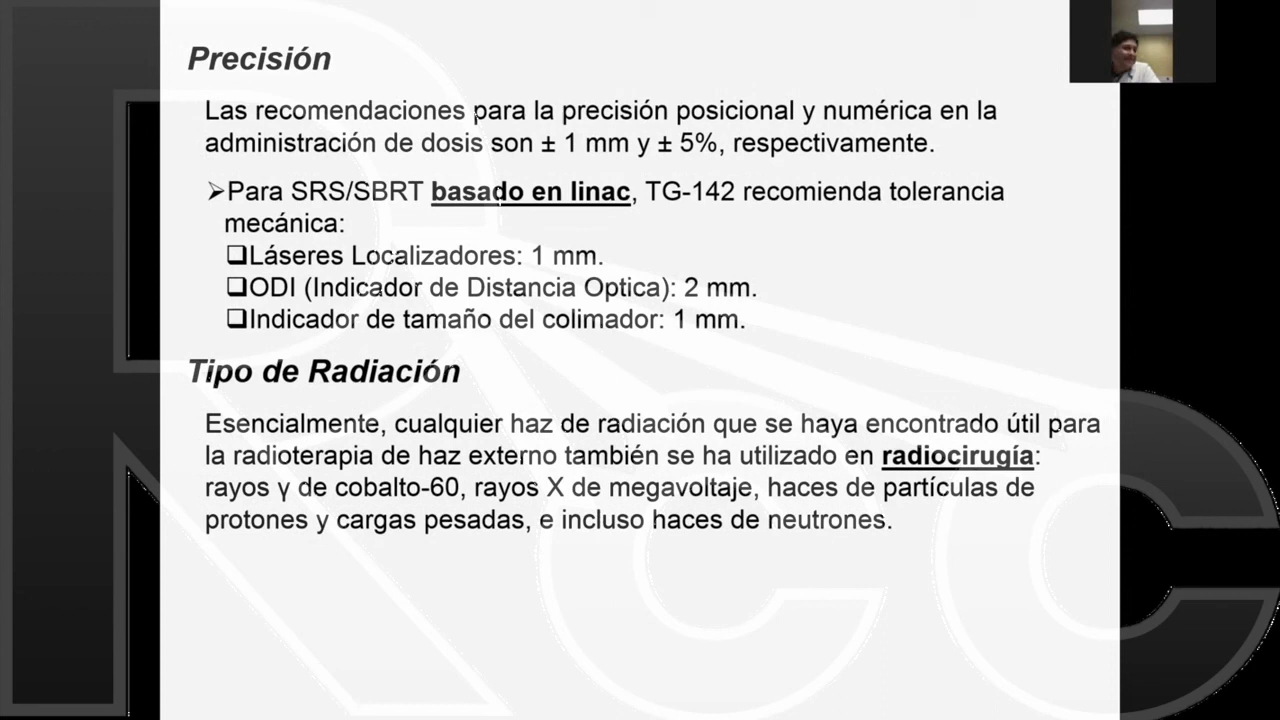 Precisión
Las recomendaciones para la precisión posicional y numérica en la
administración de dosis son ± 1 mm y ± 5%, respectivamente.
➢Para SRS/SBRT basado en linac, TG-142 recomienda tolerancia
mecánica:
❑Láseres Localizadores: 1 mm.
❑ODI (Indicador de Distancia Optica): 2 mm.
❑Indicador de tamaño del colimador: 1 mm.
Tipo de Radiación
Esencialmente, cualquier haz de radiación que se haya encontrado útil para
la radioterapia de haz externo también se ha utilizado en radiocirugía:
rayos γ de cobalto-60, rayos X de megavoltaje, haces de partículas de
protones y cargas pesadas, e incluso haces de neutrones.
Rcc